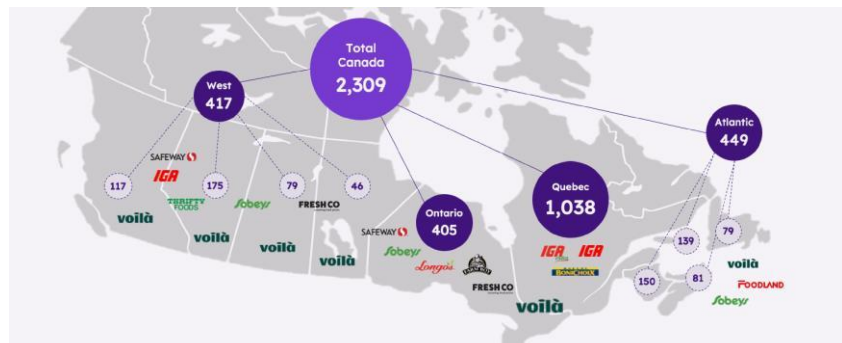 Total
Canada
2,309
West
417
Atlantic
449
SAFEWAY
IGA
117
175
79
46
THRIFTY
FOODS
Sobeys
FRESHCO
voilà
voilà
voilà
voilà
Ontario
405
SAFEWAY
Sobeys
Longo's
FRESHCO
Quebec
1,038
IGA
IGA
BONICHOIX
voilà
139
79
150
81
voilà
FOODLAND
Sobeys